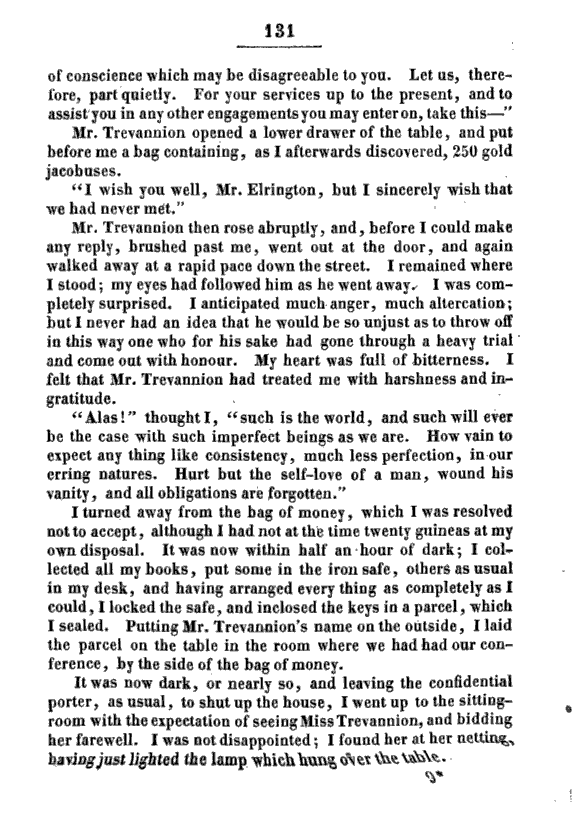 131
of conscience which may be disagreeable to you. Let us, there-
fore, part quietly. For your services up to the present, and to
assist you in any other engagements you may enter on, take this—"
Mr. Trevannion opened a lower drawer of the table, and put
before me a bag containing, as I afterwards discovered, 250 gold
jacobuses.
"I wish you well, Mr. Elrington, but I sincerely wish that
we had never met."
Mr. Trevannion then rose abruptly, and, before I could make
any reply, brushed past me, went out at the door, and again
walked away at a rapid pace down the street. I remained where
I stood; my eyes had followed him as he went away. I was com-
pletely surprised. I anticipated much anger, much altercation;
but I never had an idea that he would be so unjust as to throw off
in this way one who for his sake had gone through a heavy trial
and come out with honour. My heart was full of bitterness. I
felt that Mr. Trevannion had treated me with harshness and in-
gratitude.
"Alas!" thought I, "such is the world, and such will ever
be the case with such imperfect beings as we are. How vain to
expect any thing like consistency, much less perfection, in our
erring natures. Hurt but the self-love of a man, wound his
vanity, and all obligations are forgotten."
I turned away from the bag of money, which I was resolved
not to accept, although I had not at the time twenty guineas at my
own disposal. It was now within half an hour of dark; I col-
lected all my books, put some in the iron safe, others as usual
in my desk, and having arranged every thing as completely as I
could, I locked the safe, and inclosed the keys in a parcel, which
I sealed. Putting Mr. Trevannion's name on the outside, I laid
the parcel on the table in the room where we had had our con-
ference, by the side of the bag of money.
It was now dark, or nearly so, and leaving the confidential
porter, as usual, to shut up the house, I went up to the sitting-
room with the expectation of seeing Miss Trevannion, and bidding
her farewell. I was not disappointed; I found her at her netting,
having just lighted the lamp which hung over the table.
9*